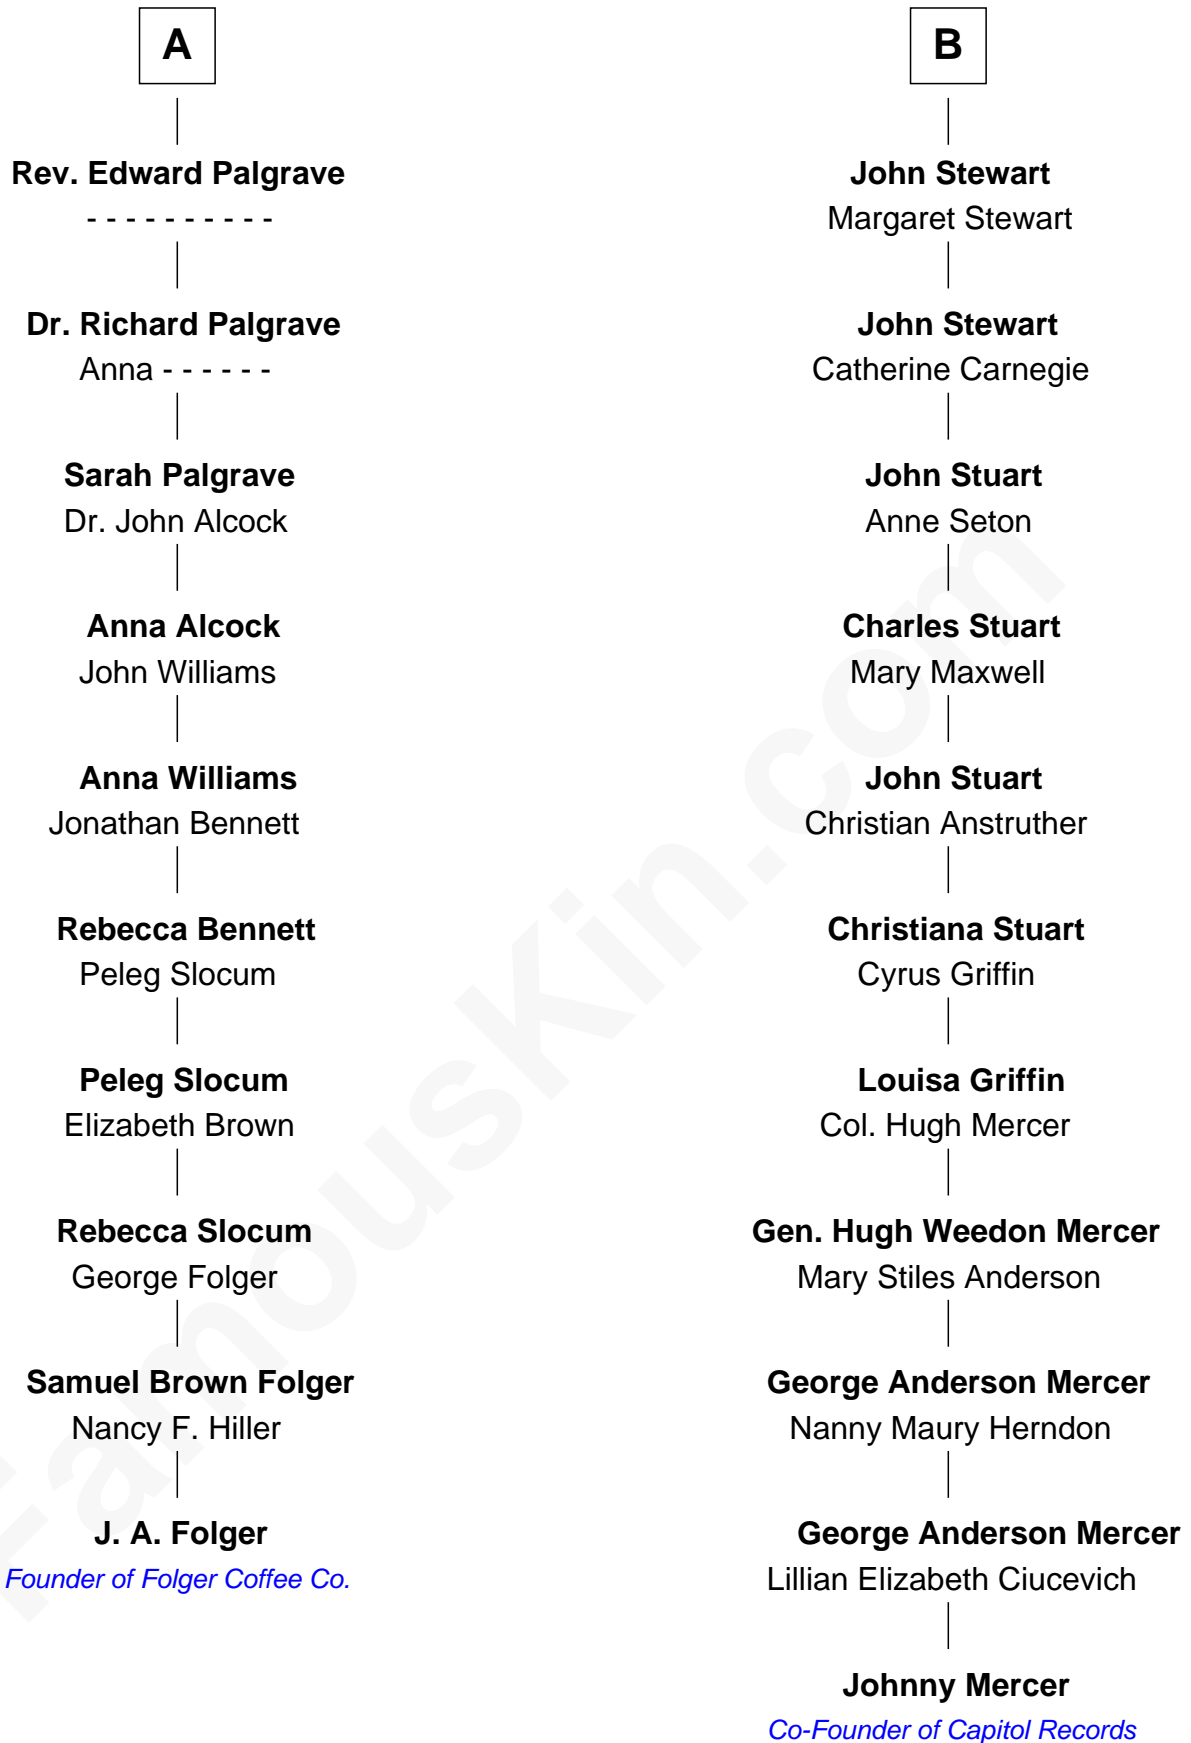 A
Rev. Edward Palgrave
- - - - - - - - - -
Dr. Richard Palgrave
Anna - - - - - -
Sarah Palgrave
Dr. John Alcock
Anna Alcock
John Williams
Anna Williams
Jonathan Bennett
Rebecca Bennett
Peleg Slocum
Peleg Slocum
Elizabeth Brown
Rebecca Slocum
George Folger
Samuel Brown Folger
Nancy F. Hiller
J. A. Folger
Founder of Folger Coffee Co.
B
John Stewart
Margaret Stewart
John Stewart
Catherine Carnegie
John Stuart
Anne Seton
Charles Stuart
Mary Maxwell
John Stuart
Christian Anstruther
Christiana Stuart
Cyrus Griffin
Louisa Griffin
Col. Hugh Mercer
Gen. Hugh Weedon Mercer
Mary Stiles Anderson
George Anderson Mercer
Nanny Maury Herndon
George Anderson Mercer
Lillian Elizabeth Ciucevich
Johnny Mercer
Co-Founder of Capitol Records
FamousKin.com